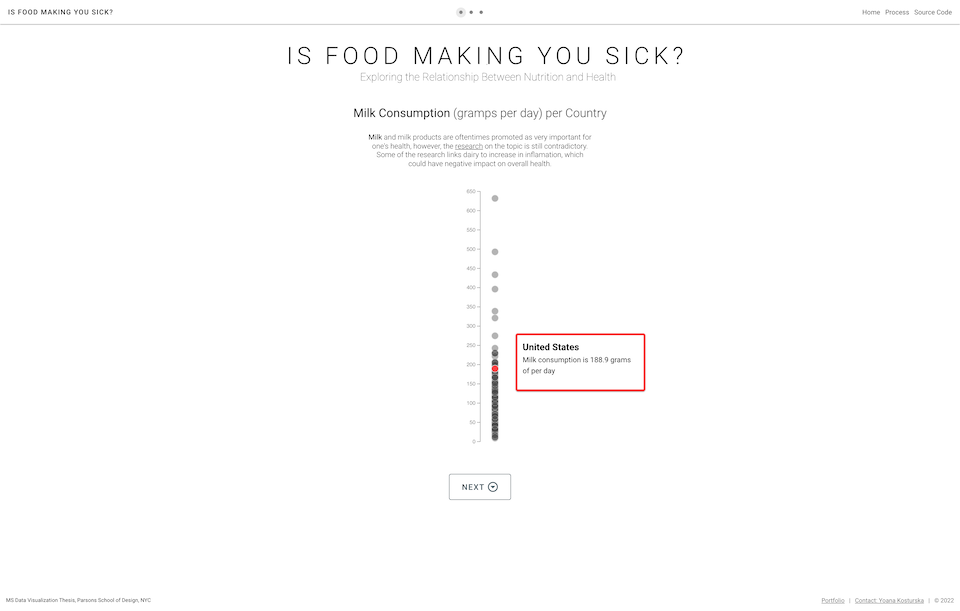 IS FOOD MAKING YOU SICK?
Home Process Source Code
IS FOOD MAKING YOU SICK?
Exploring the Relationship Between Nutrition and Health
Milk Consumption (gramps per day) per Country
Milk and milk products are oftentimes promoted as very important for
one's health, however, the research on the topic is still contradictory.
Some of the research links dairy to increase in inflamation, which
could have negative impact on overall health.
650
600
550
500
450
400
350
300
250
200
150
100
50
0
United States
Milk consumption is 188.9 grams
of per day
NEXT
MS Data Visualization Thesis, Parsons School of Design, NYC
Portfolio | Contact: Yoana Kosturska | © 2022